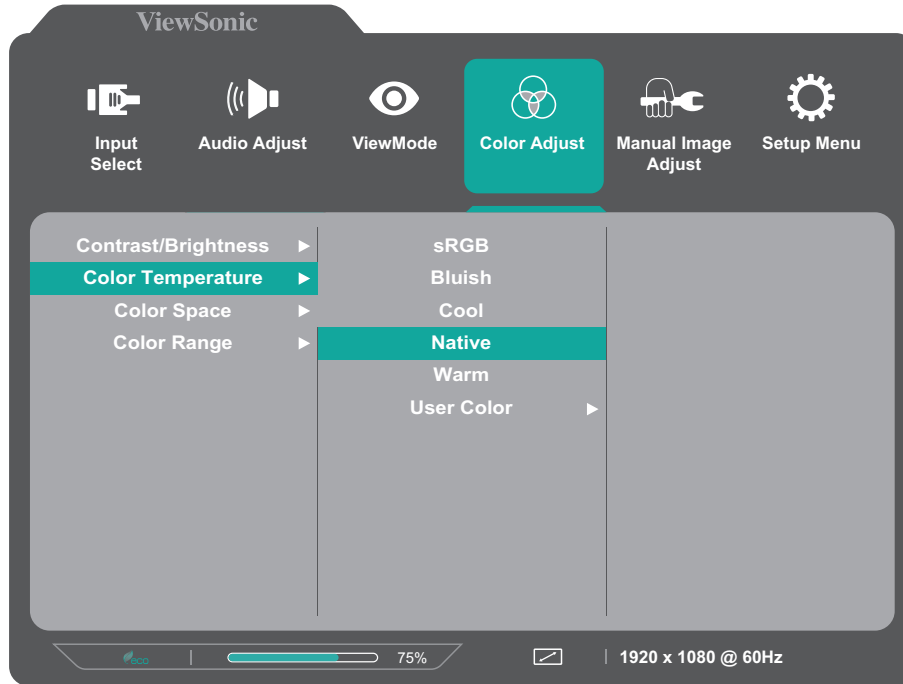 ViewSonic
Input
Select
Audio Adjust
ViewMode
Color Adjust
Manual Image
Adjust
Setup Menu
Contrast/Brightness
Color Temperature
Color Space
Color Range
sRGB
Bluish
Cool
Native
Warm
User Color
eco
75%
1920 x 1080 @ 60Hz